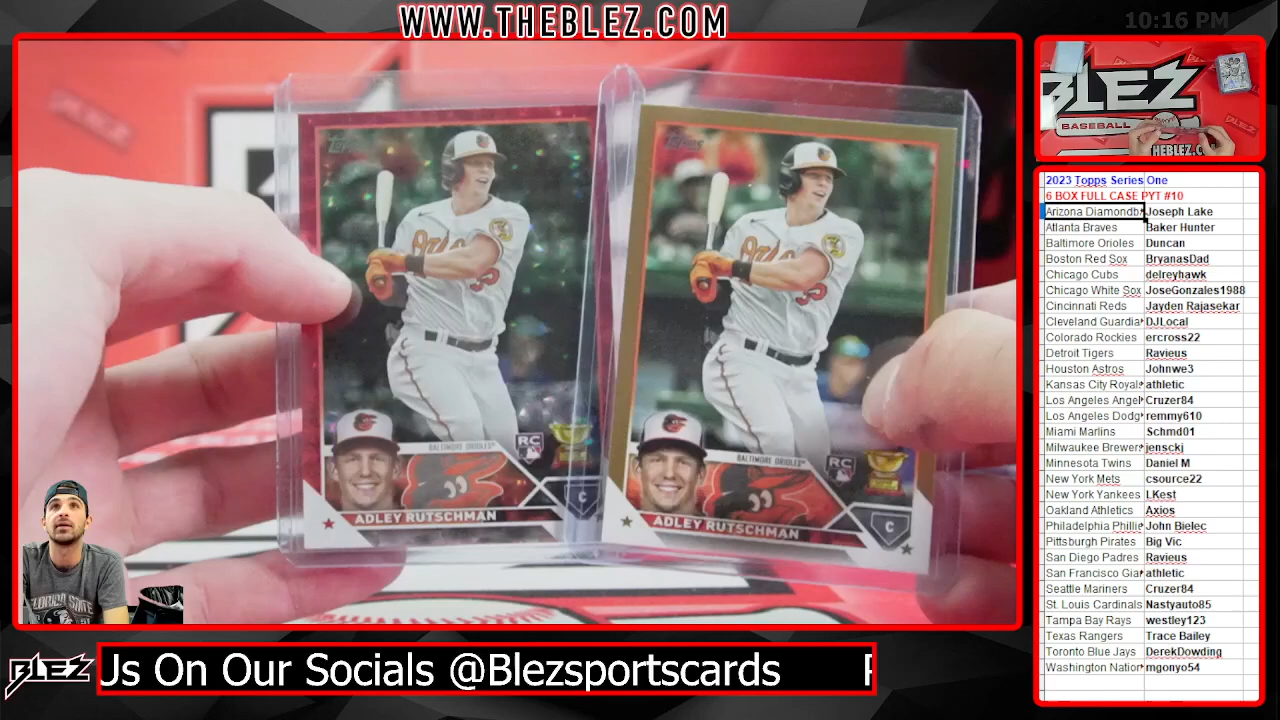 WWW.THEBLEZ.COM
10:16 PM
BLEZ
BASEBALL
THEBLEZ.C
Topps
BALTIMORE ORIOLES
RC
C
ADLEY RUTSCHMAN
Topps
BALTIMORE ORIOLES
RC
C
ADLEY RUTSCHMAN
FLORIDA STATE
2023 Topps Series One
6 BOX FULL CASE PYT #10
Arizona Diamondb Joseph Lake
Atlanta Braves Baker Hunter
Baltimore Orioles Duncan
Boston Red Sox BryanasDad
Chicago Cubs delreyhawk
Chicago White Sox JoseGonzales1988
Cincinnati Reds Jayden Rajasekar
Cleveland Guardia DJLocal
Colorado Rockies ercross22
Detroit Tigers Ravieus
Houston Astros Johnwe3
Kansas City Royal athletic
Los Angeles Angel Cruzer84
Los Angeles Dodg remmy610
Miami Marlins Schmd01
Milwaukee Brewer jenscki
Minnesota Twins Daniel M
New York Mets csource22
New York Yankees LKest
Oakland Athletics Axios
Philadelphia Phillie John Bielec
Pittsburgh Pirates Big Vic
San Diego Padres Ravieus
San Francisco Gia athletic
Seattle Mariners Cruzer84
St. Louis Cardinals Nastyauto85
Tampa Bay Rays westley123
Texas Rangers Trace Bailey
Toronto Blue Jays DerekDowding
Washington Nation mgonyo54
BLEZ
Js On Our Socials @Blezsportscards